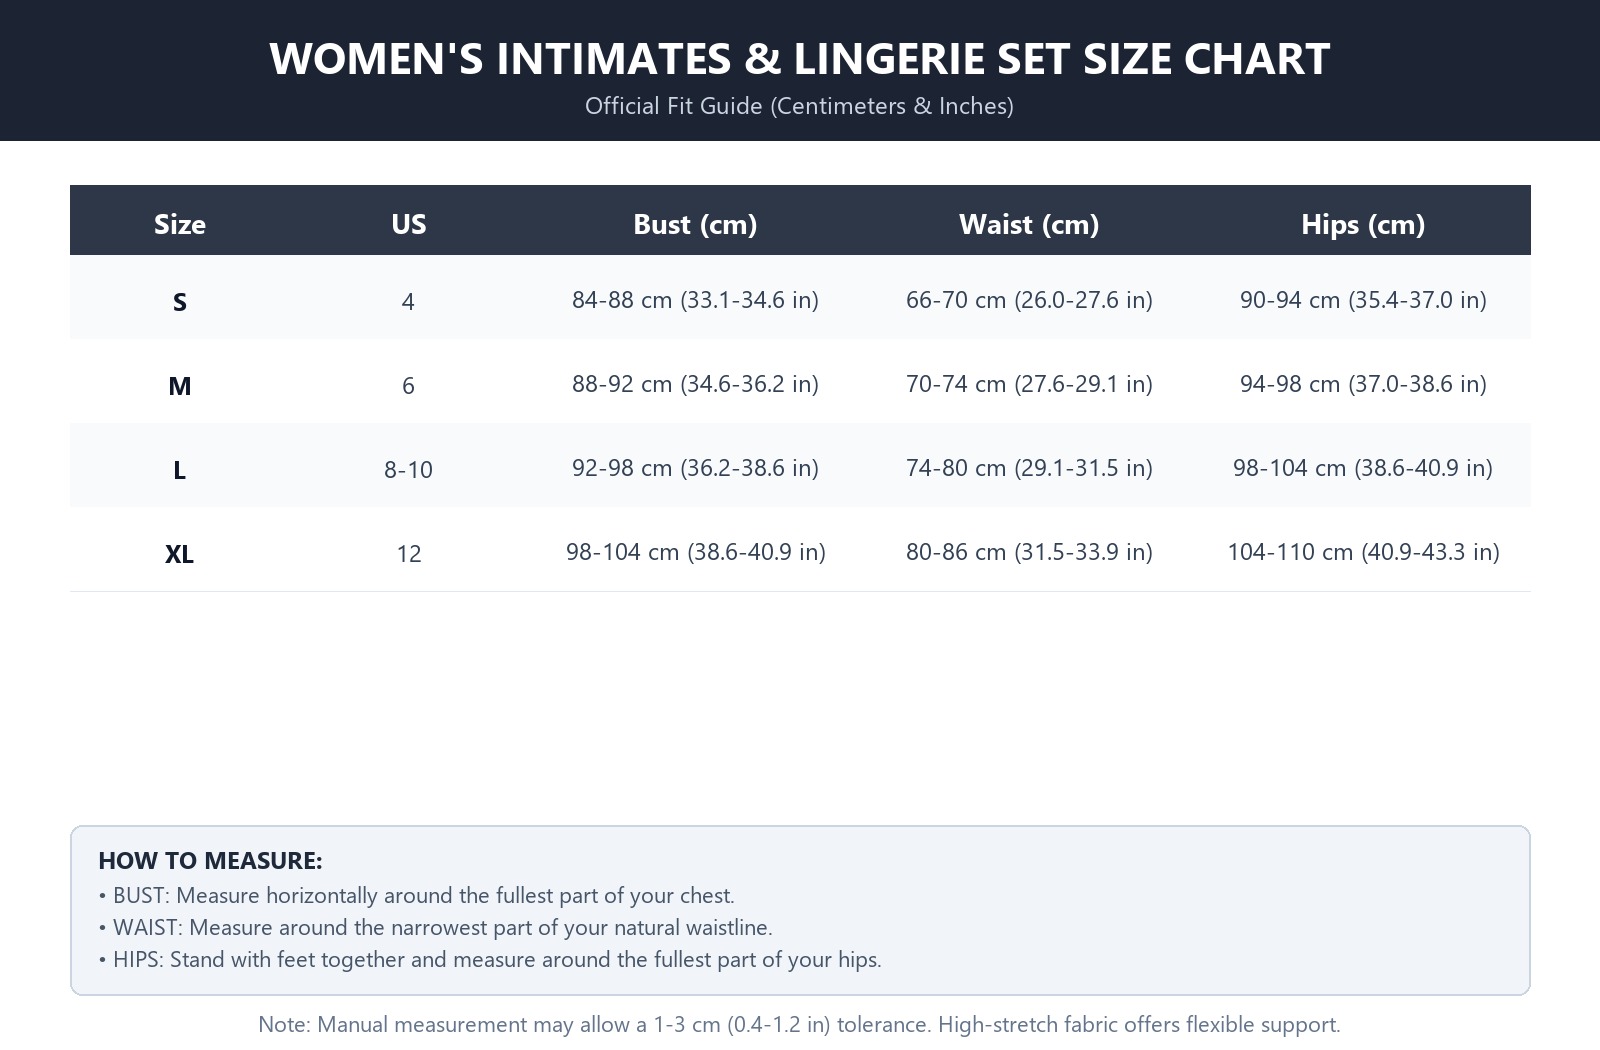 WOMEN'S INTIMATES & LINGERIE SET SIZE CHART
Official Fit Guide (Centimeters & Inches)
Size US Bust (cm) Waist (cm) Hips (cm)
S 4 84-88 cm (33.1-34.6 in) 66-70 cm (26.0-27.6 in) 90-94 cm (35.4-37.0 in)
M 6 88-92 cm (34.6-36.2 in) 70-74 cm (27.6-29.1 in) 94-98 cm (37.0-38.6 in)
L 8-10 92-98 cm (36.2-38.6 in) 74-80 cm (29.1-31.5 in) 98-104 cm (38.6-40.9 in)
XL 12 98-104 cm (38.6-40.9 in) 80-86 cm (31.5-33.9 in) 104-110 cm (40.9-43.3 in)
HOW TO MEASURE:
• BUST: Measure horizontally around the fullest part of your chest.
• WAIST: Measure around the narrowest part of your natural waistline.
• HIPS: Stand with feet together and measure around the fullest part of your hips.
Note: Manual measurement may allow a 1-3 cm (0.4-1.2 in) tolerance. High-stretch fabric offers flexible support.